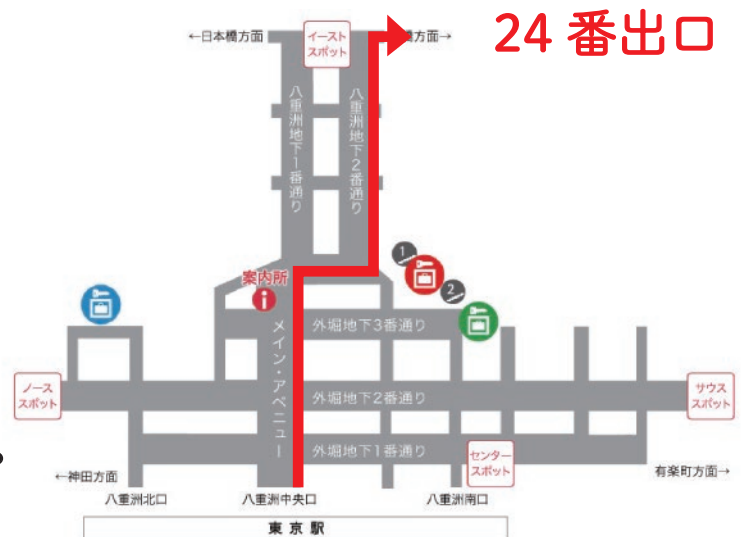 24 番出口
←日本橋方面
イースト
スポット
方面→
八重洲地下1番通り
八重洲地下2番通り
1
2
案内所
i
メイン・アベニュー
外堀地下3番通り
外堀地下2番通り
外堀地下1番通り
ノース
スポット
サウス
スポット
センター
スポット
←神田方面
有楽町方面→
八重洲北口
八重洲中央口
八重洲南口
東京駅